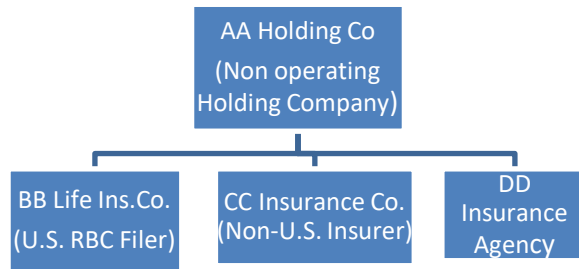 AA Holding Co
(Non operating
Holding Company)
BB Life Ins.Co.
(U.S. RBC Filer)
CC Insurance Co.
(Non-U.S. Insurer)
DD
Insurance
Agency